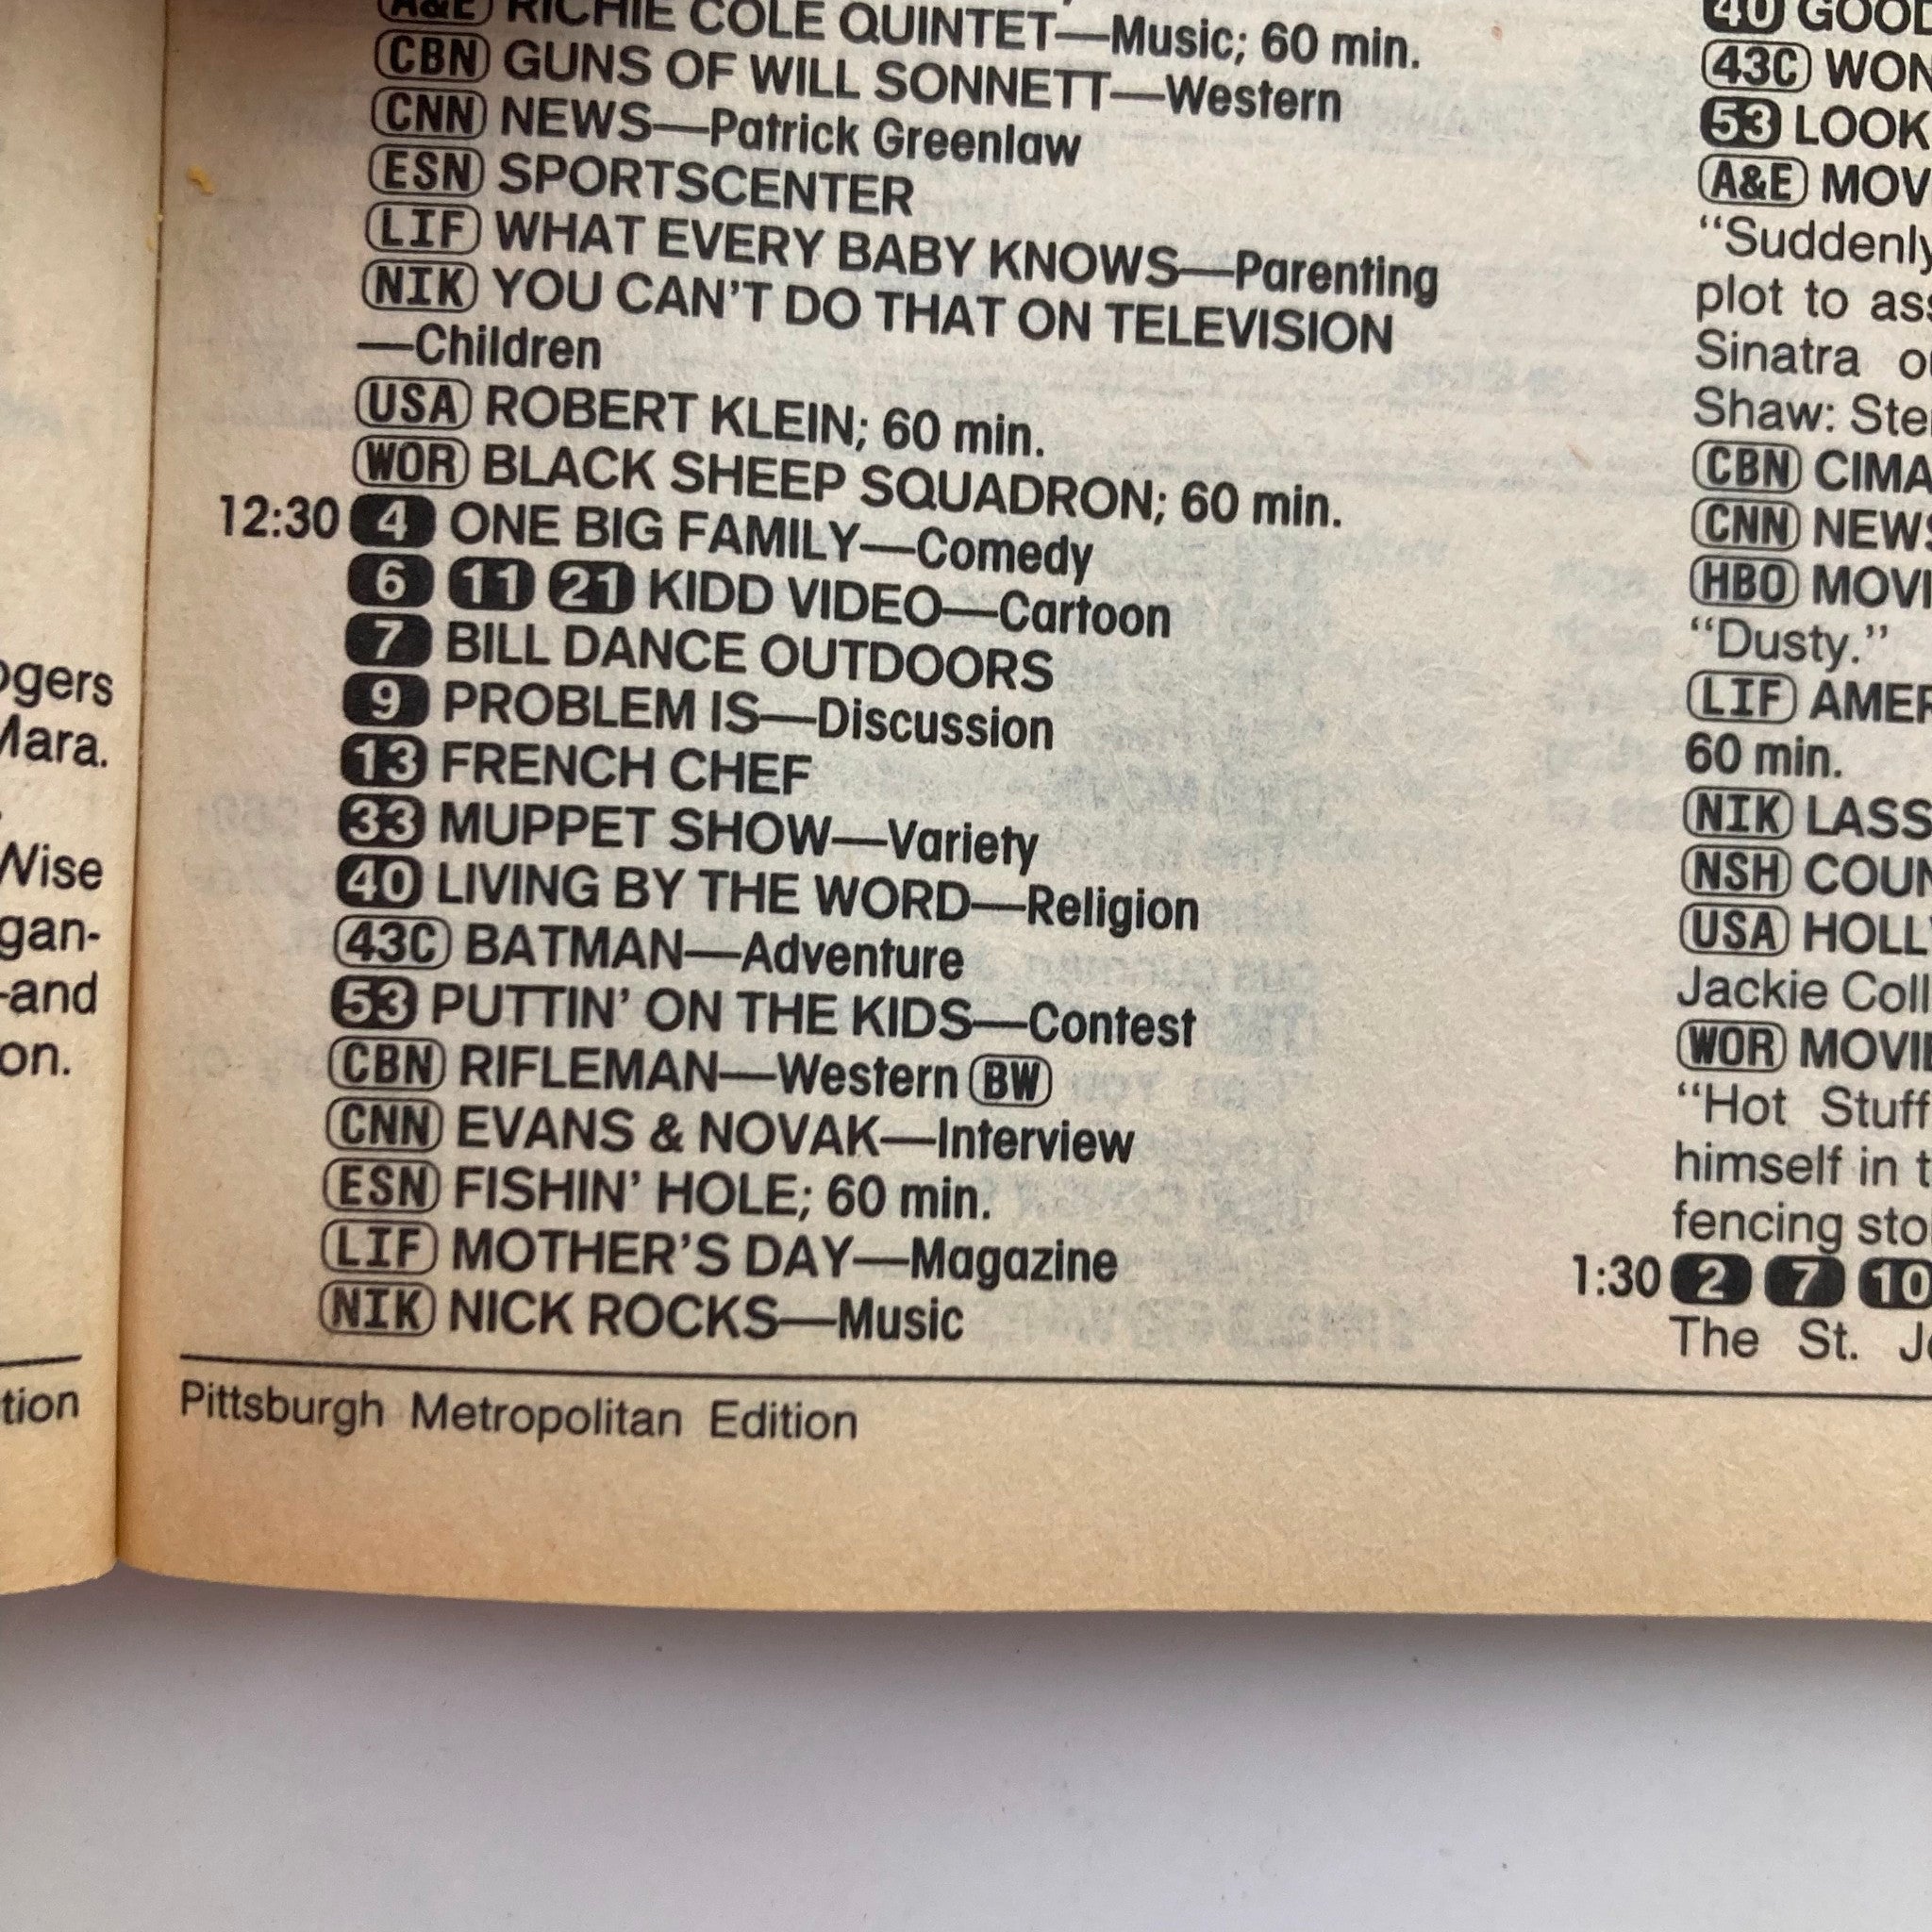 ogers
Mara.
Wise
gan-
-and
on.
tion
A&E RICHIE COLE QUINTET—Music; 60 min.
CBN GUNS OF WILL SONNETT—Western
CNN NEWS—Patrick Greenlaw
ESN SPORTSCENTER
LIF WHAT EVERY BABY KNOWS—Parenting
NIK YOU CAN'T DO THAT ON TELEVISION
—Children
USA ROBERT KLEIN; 60 min.
WOR BLACK SHEEP SQUADRON; 60 min.
12:30 4 ONE BIG FAMILY—Comedy
6 11 21 KIDD VIDEO—Cartoon
7 BILL DANCE OUTDOORS
9 PROBLEM IS—Discussion
13 FRENCH CHEF
33 MUPPET SHOW—Variety
40 LIVING BY THE WORD—Religion
43C BATMAN—Adventure
53 PUTTIN' ON THE KIDS—Contest
CBN RIFLEMAN—Western BW
CNN EVANS & NOVAK—Interview
ESN FISHIN' HOLE; 60 min.
LIF MOTHER'S DAY—Magazine
NIK NICK ROCKS—Music
Pittsburgh Metropolitan Edition
40 GOOD
43C WON
53 LOOK
A&E MOV
"Suddenly
plot to ass
Sinatra
Shaw: Ste
CBN CIMA
CNN NEWS
HBO MOVI
"Dusty."
LIF AMER
60 min.
NIK LASS
NSH COUN
USA HOLLY
Jackie Coll
WOR MOVIE
"Hot Stuff
himself in t
fencing sto
1:30 2 7 10
The St. Jo